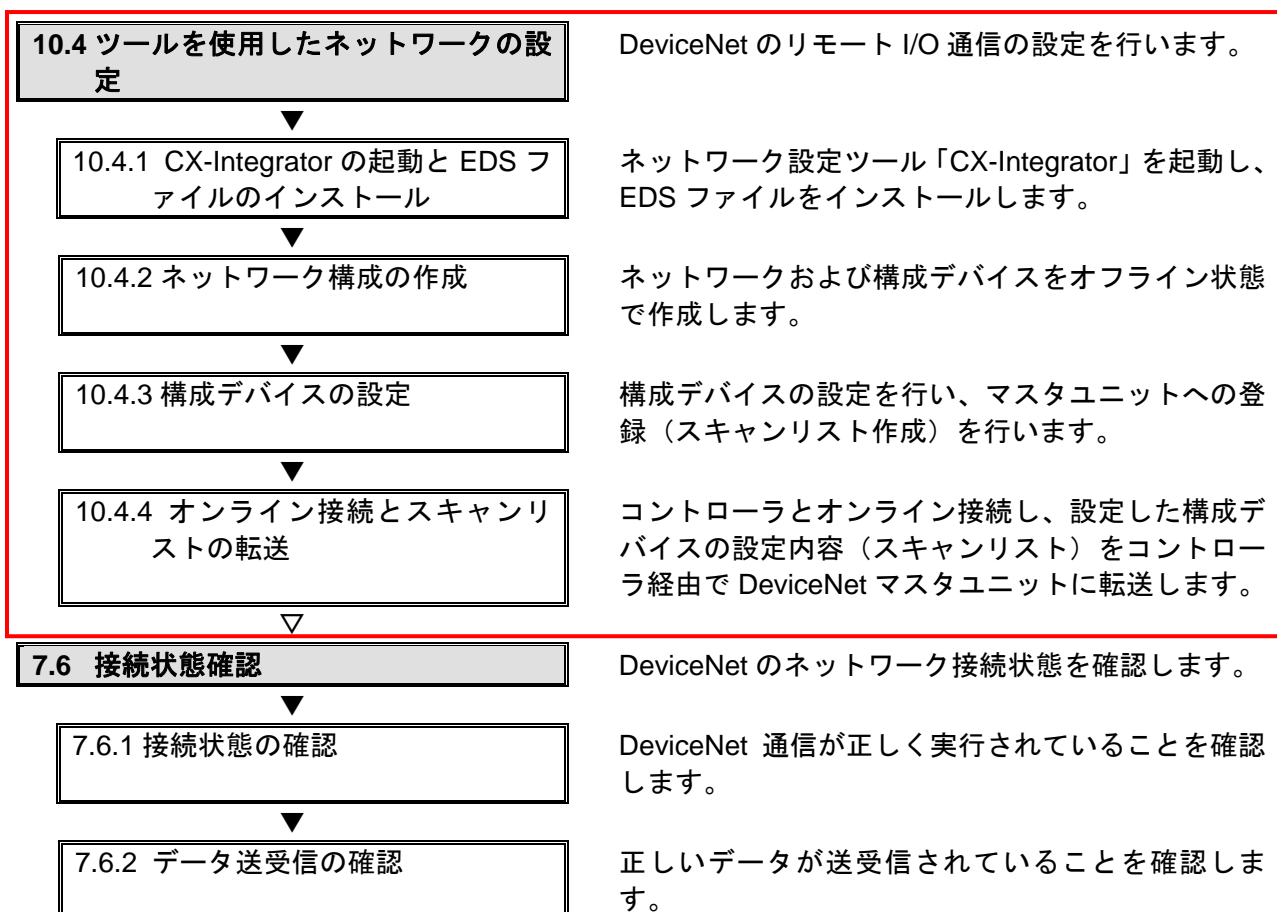 10.4 ツールを使用したネットワークの設
定
DeviceNet のリモート I/O 通信の設定を行います。
▼
10.4.1 CX-Integrator の起動と EDS フ
ァイルのインストール
ネットワーク設定ツール「CX-Integrator」を起動し、
EDS ファイルをインストールします。
▼
10.4.2 ネットワーク構成の作成
ネットワークおよび構成デバイスをオフライン状態
で作成します。
▼
10.4.3 構成デバイスの設定
構成デバイスの設定を行い、マスタユニットへの登
録（スキャンリスト作成）を行います。
▼
10.4.4 オンライン接続とスキャンリ
ストの転送
コントローラとオンライン接続し、設定した構成デ
バイスの設定内容（スキャンリスト）をコントロー
ラ経由で DeviceNet マスタユニットに転送します。
▽
7.6 接続状態確認
DeviceNet のネットワーク接続状態を確認します。
▼
7.6.1 接続状態の確認
DeviceNet 通信が正しく実行されていることを確認
します。
▼
7.6.2 データ送受信の確認
正しいデータが送受信されていることを確認しま
す。